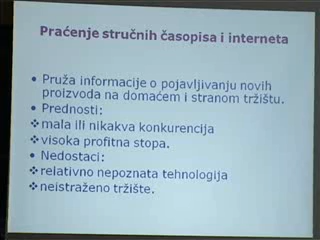 Praćenje stručnih časopisa i interneta
• Pruža informacije o pojavljivanju novih
proizvoda na domaćem i stranom tržištu.
• Prednosti:
❖mala ili nikakva konkurencija
❖visoka profitna stopa.
• Nedostaci:
❖relativno nepoznata tehnologija
❖neistraženo tržište.